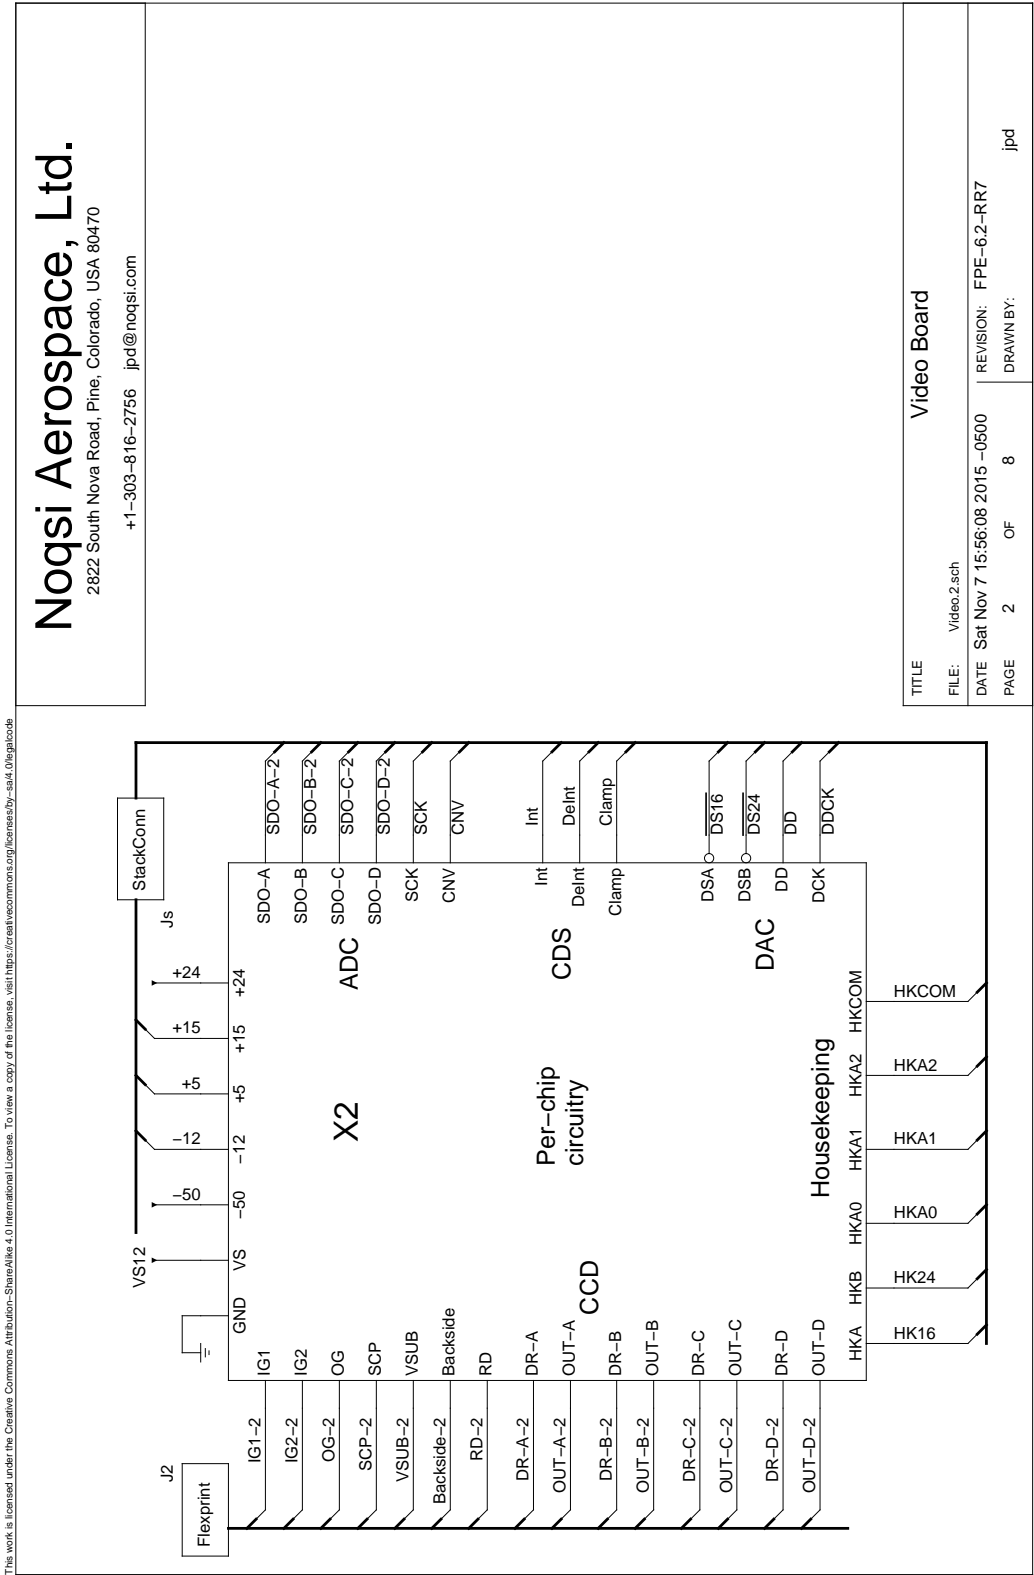 This work is licensed under the Creative Commons Attribution–ShareAlike 4.0 International License. To view a copy of the license, visit https://creativecommons.org/licenses/by–sa/4.0/legalcode
Noqsi Aerospace, Ltd.
2822 South Nova Road, Pine, Colorado, USA 80470
+1–303–816–2756 jpd@noqsi.com
J2
Flexprint
StackConn
Js
VS12
–50
–12
+5
+15
+24
GND
VS
–50
–12
+5
+15
+24
IG1–2
IG1
IG2–2
IG2
OG–2
OG
SCP–2
SCP
VSUB–2
VSUB
Backside–2
Backside
RD–2
RD
DR–A–2
DR–A
OUT–A–2
OUT–A
DR–B–2
DR–B
OUT–B–2
OUT–B
DR–C–2
DR–C
OUT–C–2
OUT–C
DR–D–2
DR–D
OUT–D–2
OUT–D
X2
Per–chip
circuitry
CCD
ADC
CDS
DAC
Housekeeping
SDO–A
SDO–A–2
SDO–B
SDO–B–2
SDO–C
SDO–C–2
SDO–D
SDO–D–2
SCK
SCK
CNV
CNV
Int
Int
DeInt
DeInt
Clamp
Clamp
DSA
DS16
DSB
DS24
DD
DD
DCK
DDCK
HKA
HKB
HKA0
HKA1
HKA2
HKCOM
HK16
HK24
HKA0
HKA1
HKA2
HKCOM
TITLE
Video Board
FILE: Video.2.sch
DATE Sat Nov 7 15:56:08 2015 –0500
REVISION: FPE–6.2–RR7
PAGE 2 OF 8
DRAWN BY: jpd